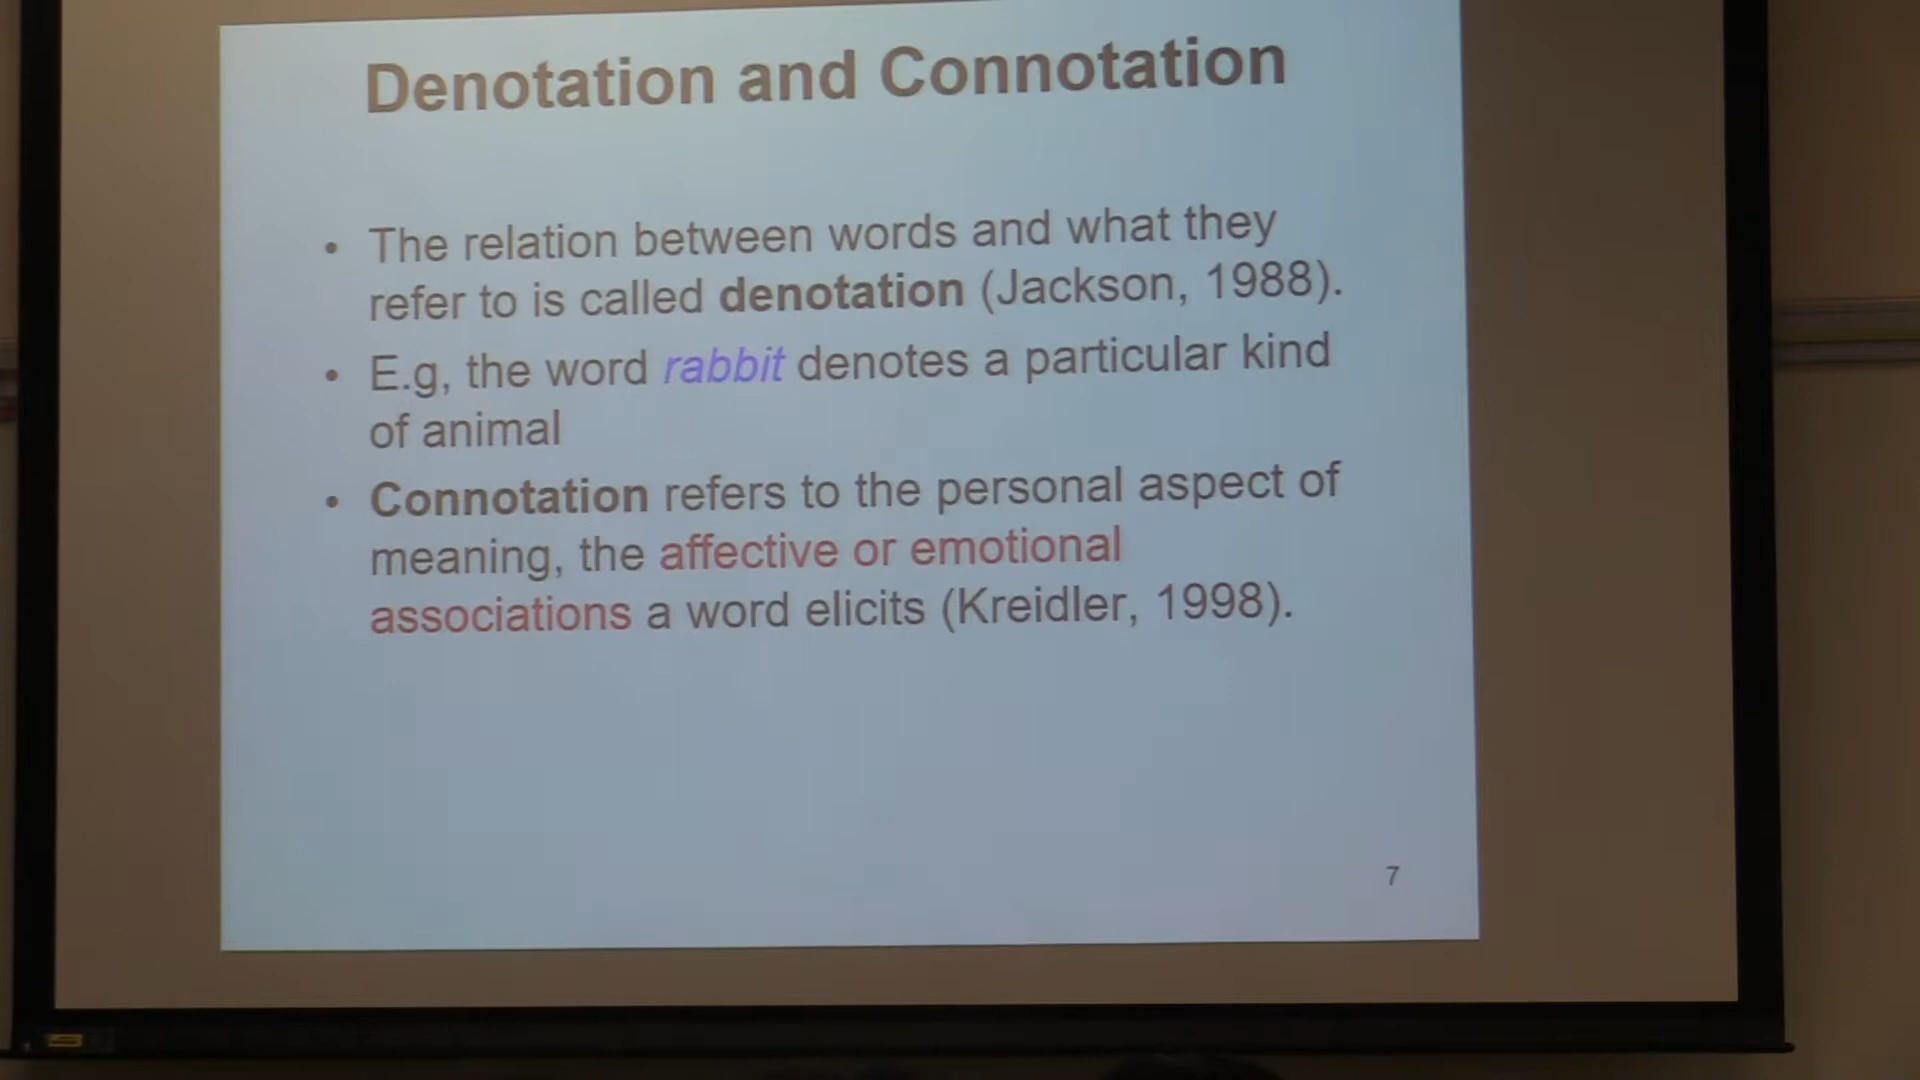 Denotation and Connotation
• The relation between words and what they
refer to is called denotation (Jackson, 1988).
• E.g, the word rabbit denotes a particular kind
of animal
• Connotation refers to the personal aspect of
meaning, the affective or emotional
associations a word elicits (Kreidler, 1998).
7